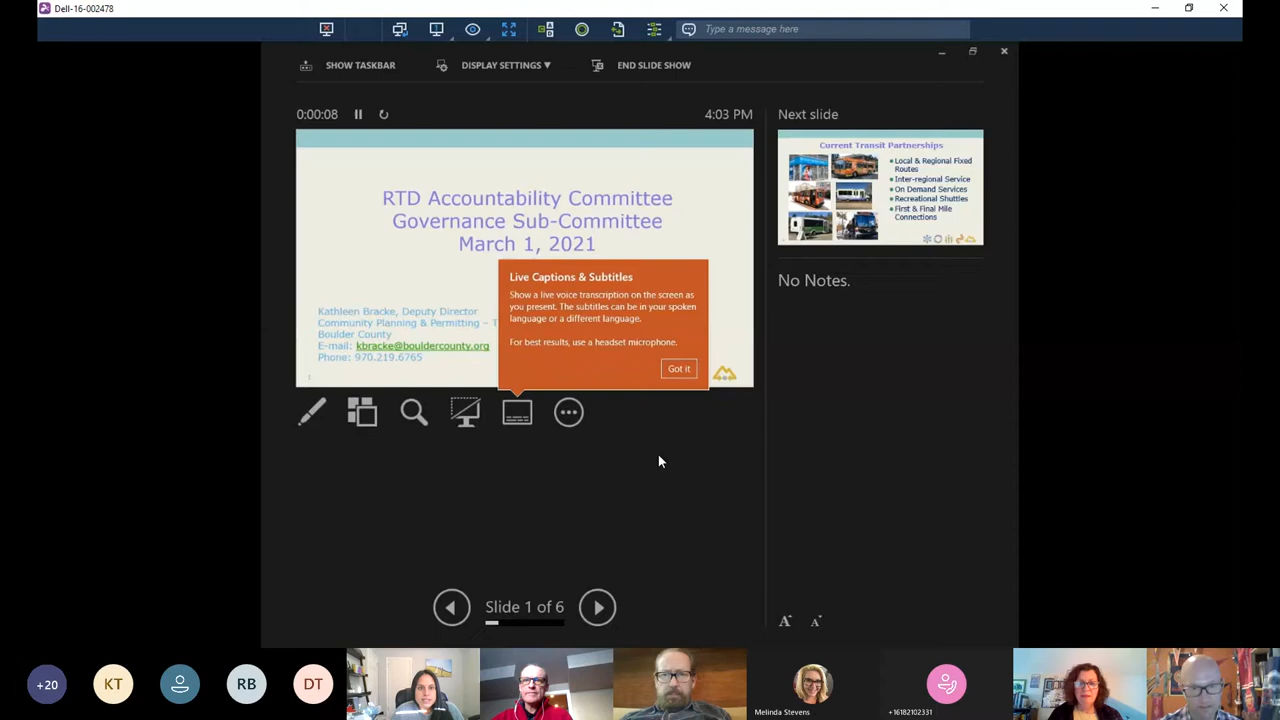 Dell-16-002478
Type a message here
SHOW TASKBAR
DISPLAY SETTINGS ▼
END SLIDE SHOW
0:00:08
4:03 PM
RTD Accountability Committee
Governance Sub-Committee
March 1, 2021
Kathleen Bracke, Deputy Director
Community Planning & Permitting – T
Boulder County
E-mail: kbracke@bouldercounty.org
Phone: 970.219.6765
Live Captions & Subtitles
Show a live voice transcription on the screen as
you present. The subtitles can be in your spoken
language or a different language.
For best results, use a headset microphone.
Got it
Next slide
Current Transit Partnerships
Local & Regional Fixed
Routes
Inter-regional Service
On Demand Services
Recreational Shuttles
First & Final Mile
Connections
No Notes.
Slide 1 of 6
A A
+20
KT
RB
DT
Melinda Stevens
+16182102331